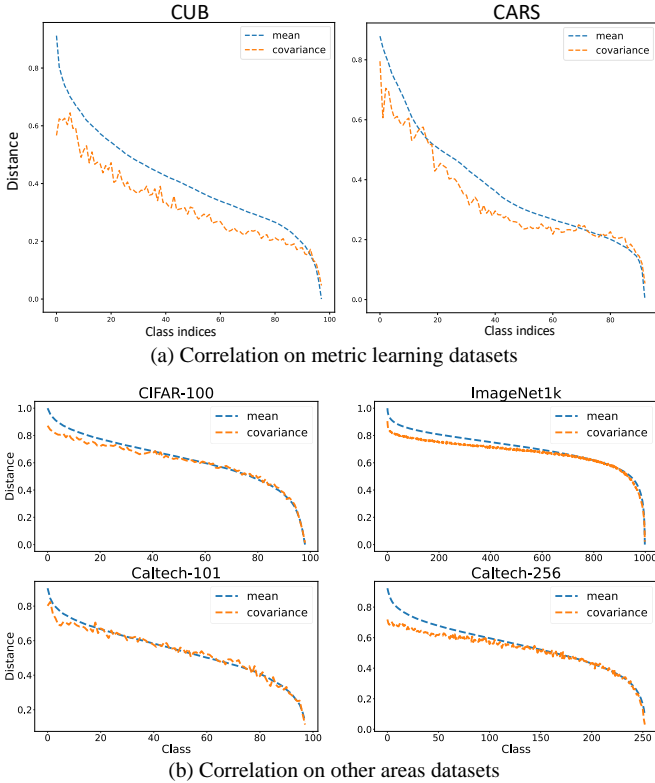 CUB
CARS
mean
covariance
mean
covariance
Distance
0.8
0.6
0.4
0.2
0.0
0.8
0.6
0.4
0.2
0.0
0 20 40 60 80 100
0 20 40 60 80
Class indices
Class indices
(a) Correlation on metric learning datasets
CIFAR-100
ImageNet1k
mean
covariance
mean
covariance
Distance
1.0
0.8
0.6
0.4
0.2
0.0
1.0
0.8
0.6
0.4
0.2
0.0
0 20 40 60 80 100
0 200 400 600 800 1000
Caltech-101
Caltech-256
mean
covariance
mean
covariance
Distance
0.8
0.6
0.4
0.2
0.8
0.6
0.4
0.2
0.0
0 20 40 60 80 100
0 50 100 150 200 250
Class
Class
(b) Correlation on other areas datasets